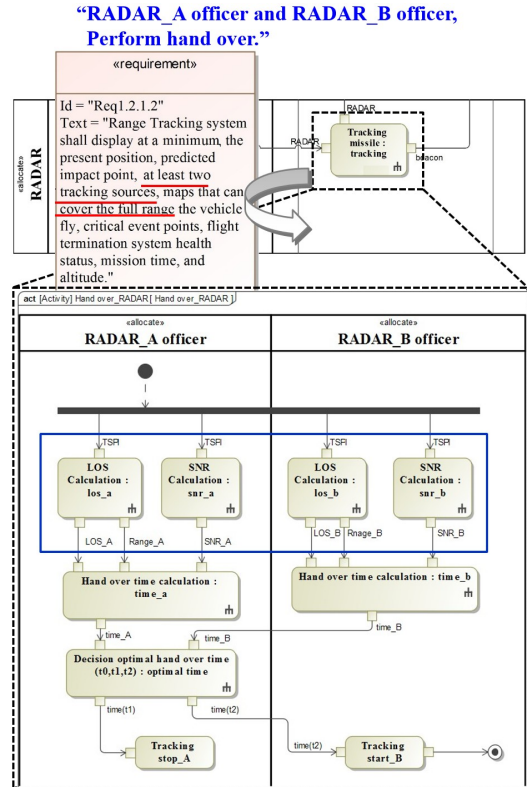 “RADAR_A officer and RADAR_B officer,
Perform hand over.”
«requirement»
Id = "Req1.2.1.2"
Text = "Range Tracking system
shall display at a minimum, the
present position, predicted
impact point, at least two
tracking sources, maps that can
cover the full range the vehicle
fly, critical event points, flight
termination system health
status, mission time, and
altitude."
«allocate»
RADAR
RADAR
RADAR
Tracking
missile :
tracking
beacon
act [Activity] Hand over_RADAR [ Hand over_RADAR ]
«allocate»
RADAR_A officer
«allocate»
RADAR_B officer
TSPI
TSPI
TSPI
TSPI
LOS
Calculation :
los_a
SNR
Calculation :
snr_a
LOS
Calculation :
los_b
SNR
Calculation :
snr_b
LOS_A
Range_A
SNR_A
LOS_B
Rnage_B
SNR_B
Hand over time calculation :
time_a
Hand over time calculation : time_b
time_A
time_B
time_B
Decision optimal hand over time
(t0,t1,t2) : optimal time
time(t1)
time(t2)
Tracking
stop_A
time(t2)
Tracking
start_B